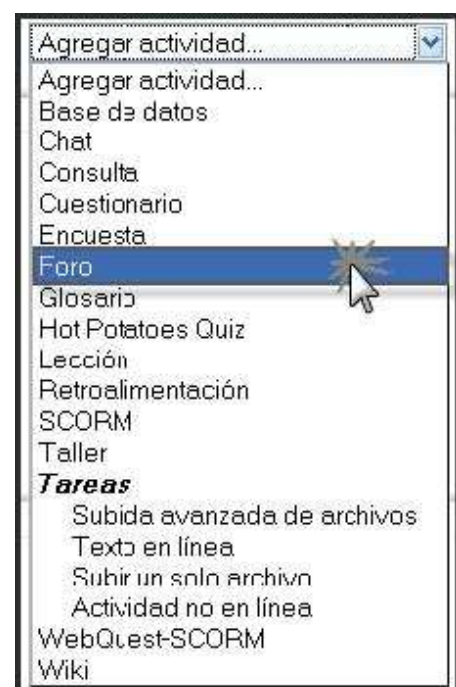 Agregar actividad...
Agregar actividad...
Base de datos
Chat
Consulta
Cuestionario
Encuesta
Foro
Glosario
Hot Potatoes Quiz
Lección
Retroalimentación
SCORM
Taller
Tareas
Subida avanzada de archivos
Texto en línea
Subir un solo archivo
Actividad no en línea
WebQuest-SCORM
Wiki